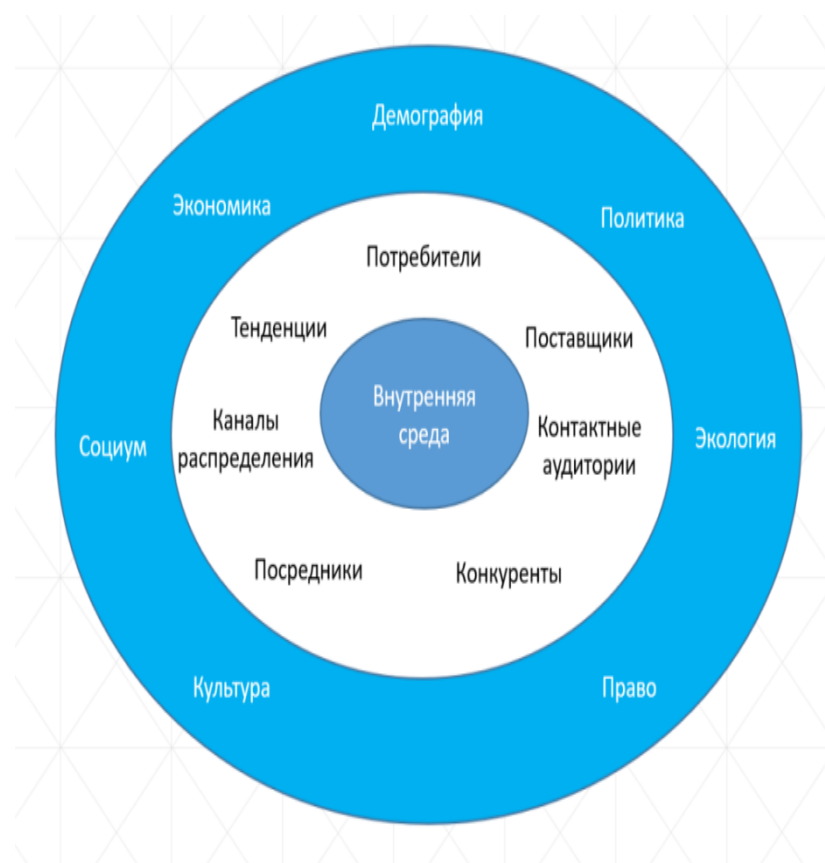 Демография
Экономика
Политика
Потребители
Тенденции
Поставщики
Внутренняя
среда
Каналы
распределения
Контактные
аудитории
Социум
Экология
Посредники
Конкуренты
Культура
Право